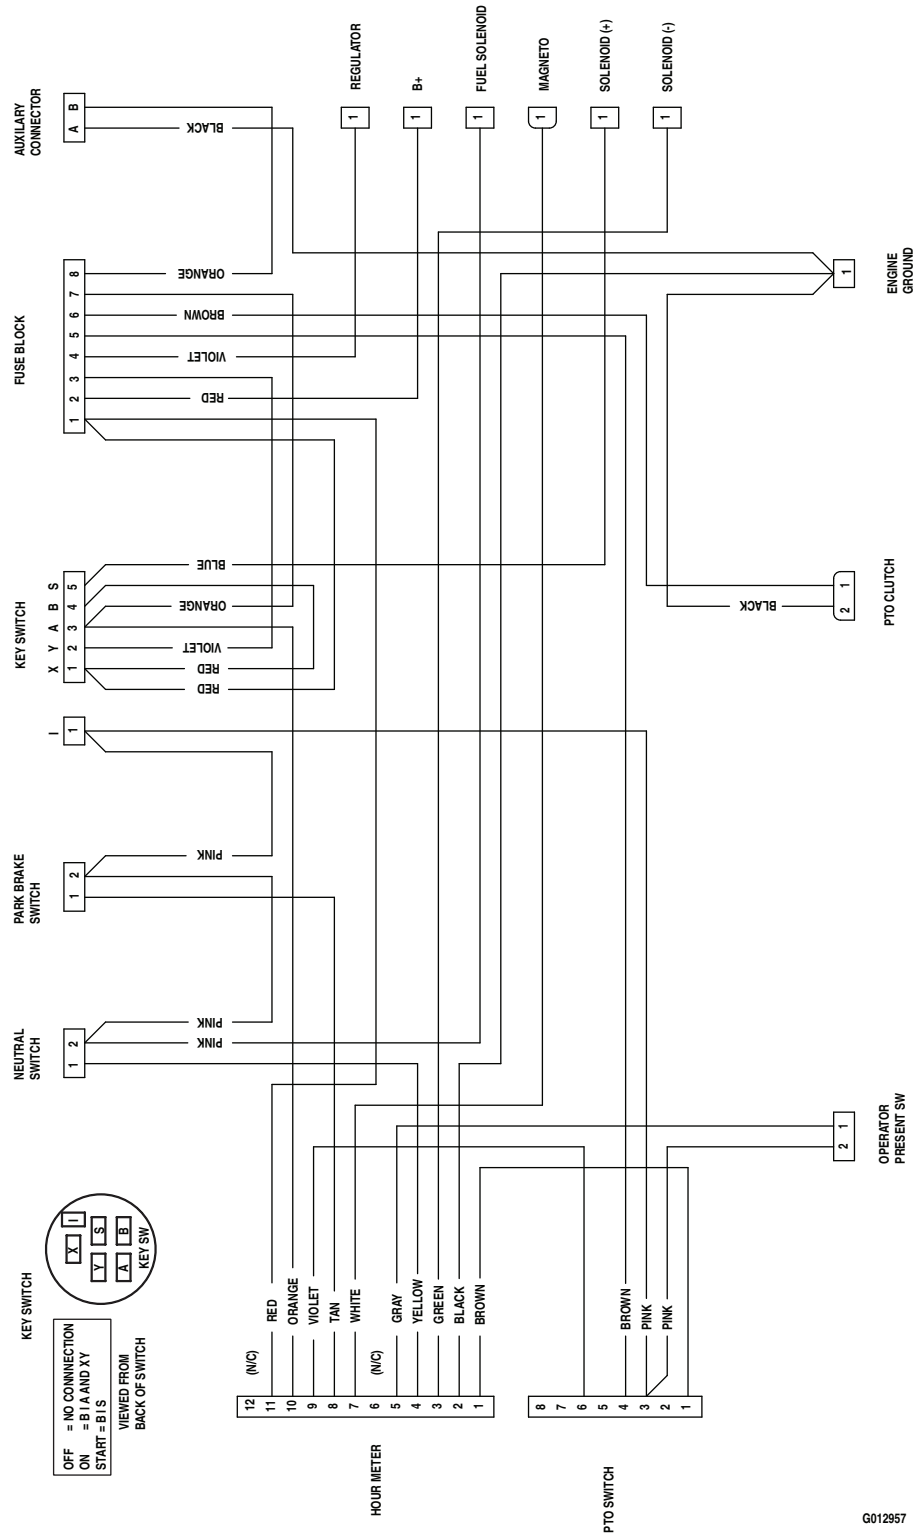 AUXILARY
CONNECTOR
A B
BLACK
REGULATOR
1
B+
1
FUEL SOLENOID
1
MAGNETO
1
SOLENOID (+)
1
SOLENOID (-)
1
FUSE BLOCK
1 2 3 4 5 6 7 8
ORANGE
BROWN
VIOLET
RED
ENGINE
GROUND
1
KEY SWITCH
X Y A B S
1 2 3 4 5
BLUE
ORANGE
VIOLET
RED
RED
I
1
PTO CLUTCH
2 1
BLACK
PARK BRAKE
SWITCH
1 2
PINK
NEUTRAL
SWITCH
1 2
PINK
PINK
OPERATOR
PRESENT SW
2 1
KEY SWITCH
X I
Y S
A B
KEY SW
OFF = NO CONNNECTION
ON = B I A AND XY
START = B I S
VIEWED FROM
BACK OF SWITCH
HOUR METER
12 (N/C)
11 RED
10 ORANGE
9 VIOLET
8 TAN
7 WHITE
6 (N/C)
5 GRAY
4 YELLOW
3 GREEN
2 BLACK
1 BROWN
PTO SWITCH
8
7
6
5
4 BROWN
3 PINK
2 PINK
1
G012957